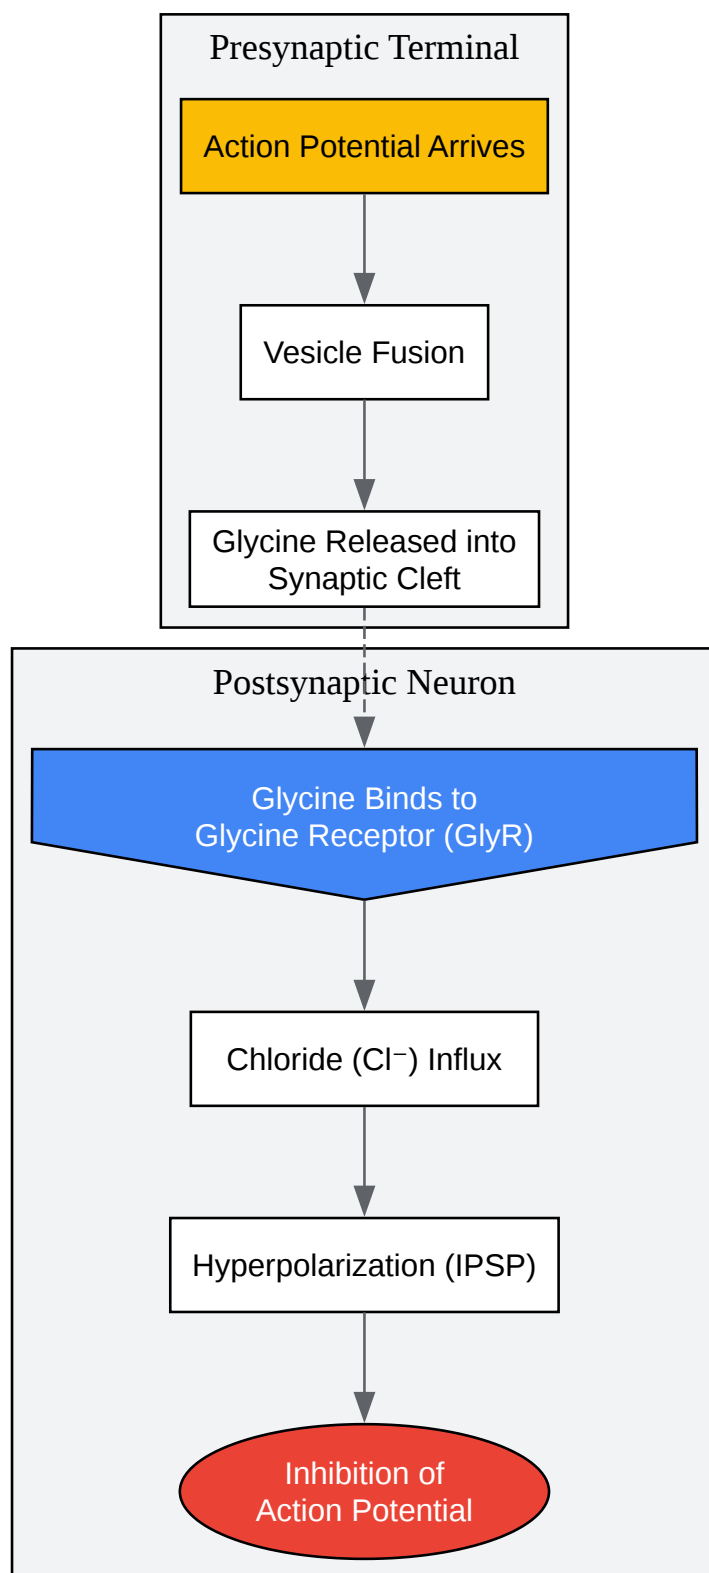 Presynaptic Terminal
Action Potential Arrives
Vesicle Fusion
Glycine Released into
Synaptic Cleft
Postsynaptic Neuron
Glycine Binds to
Glycine Receptor (GlyR)
Chloride (Cl⁻) Influx
Hyperpolarization (IPSP)
Inhibition of
Action Potential